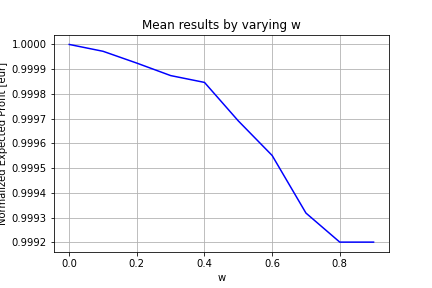 Mean results by varying w
Normalized Expected Profit [eur]
1.0000
0.9999
0.9998
0.9997
0.9996
0.9995
0.9994
0.9993
0.9992
0.0 0.2 0.4 0.6 0.8
w